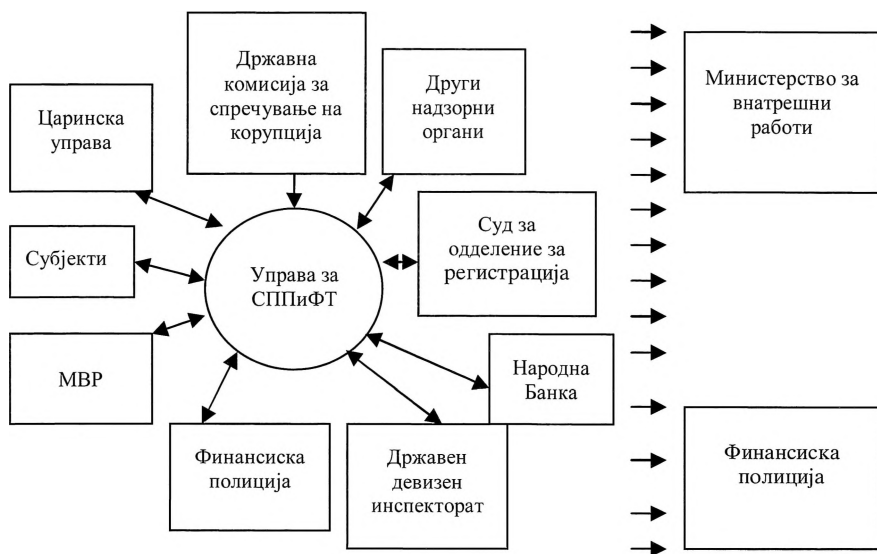 Државна
комисија за
спречување на
корупција
Други
надзорни
органи
Министерство за
внатрешни
работи
Царинска
управа
Суд за
одделение за
регистрација
Субјекти
Управа за
СППиФТ
МВР
Народна
Банка
Финансиска
полиција
Државен
девизен
инспекторат
Финансиска
полиција